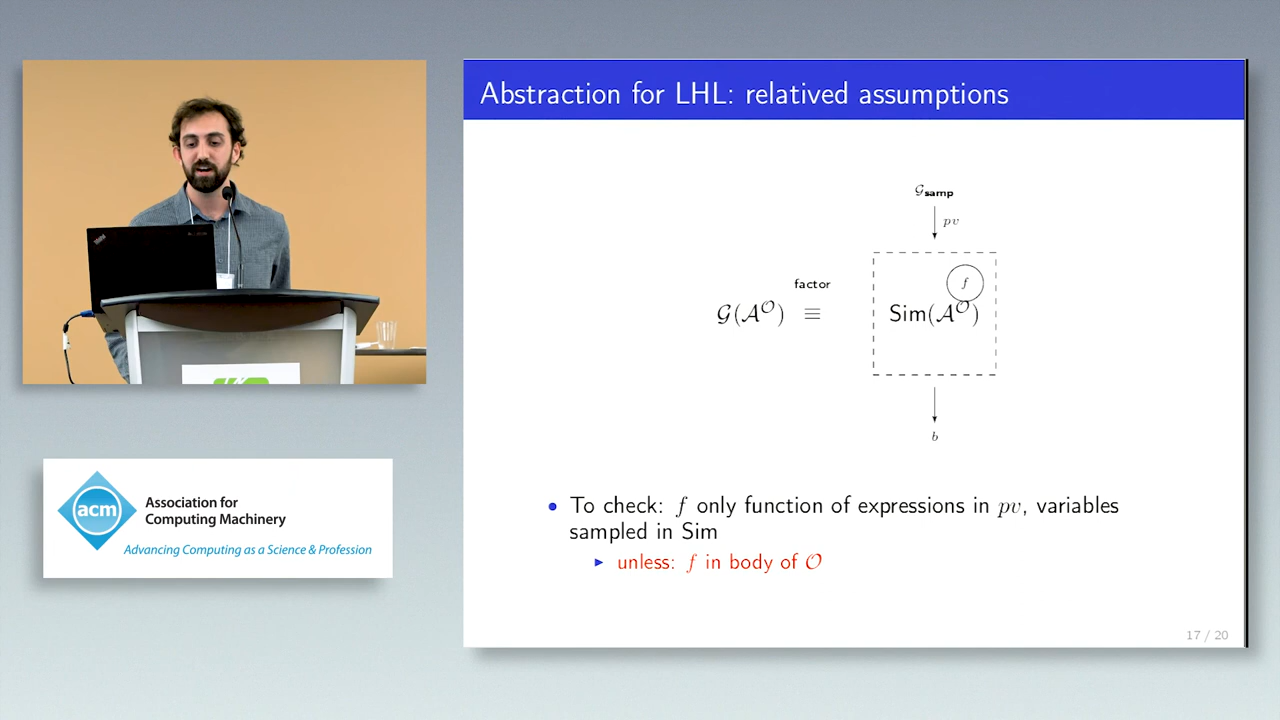 Abstraction for LHL: relatived assumptions
𝒢samp
pv
factor
f
𝒢(𝒜^𝒪) ≡ Sim(𝒜^𝒪)
b
• To check: f only function of expressions in pv, variables
sampled in Sim
▶ unless: f in body of 𝒪
17 / 20
acm
Association for
Computing Machinery
Advancing Computing as a Science & Profession